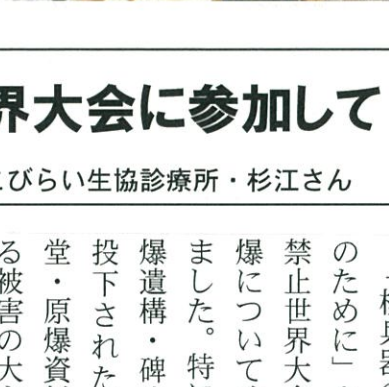 界大会に参加して
こびらい生協診療所・杉江さん
のために」
禁止世界大会
爆について
ました。特
爆遺構・碑
投下された
堂・原爆資
る被害の大